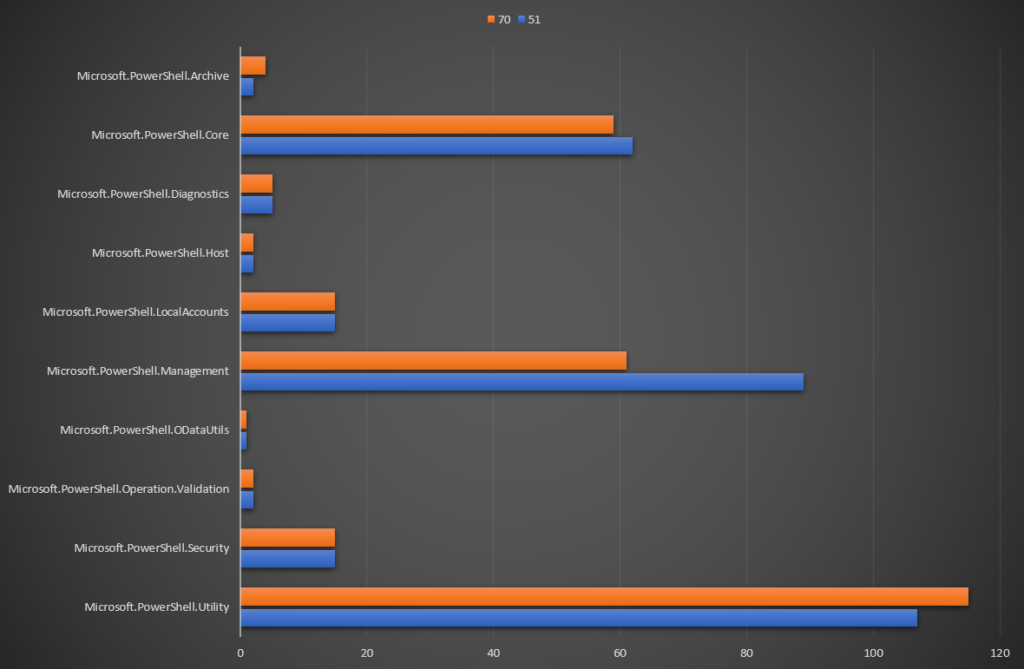 70 51
Microsoft.PowerShell.Archive
Microsoft.PowerShell.Core
Microsoft.PowerShell.Diagnostics
Microsoft.PowerShell.Host
Microsoft.PowerShell.LocalAccounts
Microsoft.PowerShell.Management
Microsoft.PowerShell.ODataUtils
Microsoft.PowerShell.Operation.Validation
Microsoft.PowerShell.Security
Microsoft.PowerShell.Utility
0 20 40 60 80 100 120